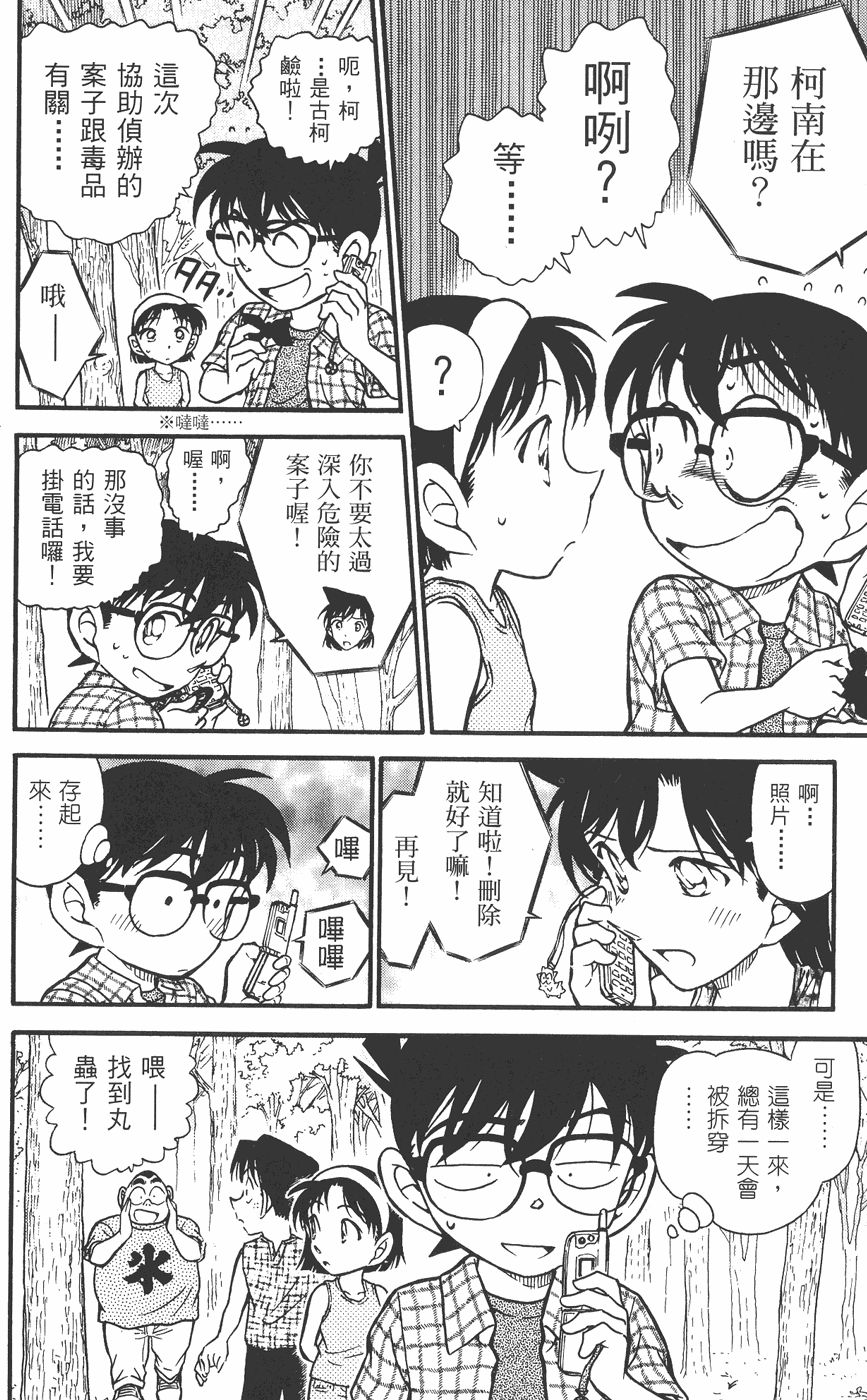 柯南在
那邊嗎？
啊咧？
等……
？
呃，柯
…是古柯
鹼啦！
這次
協助偵辦的
案子跟毒品
有關……
哦——
※噠噠……
你不要太過
深入危險的
案子喔！
啊，
喔…
那沒事
的話，我要
掛電話囉！
啊…
照片…
知道啦！刪除
就好了嘛！
再見！
嗶
嗶嗶
存起
來……
可是……
這樣一來，
總有一天會
被拆穿
……
喂——
找到丸
蟲了！
氷